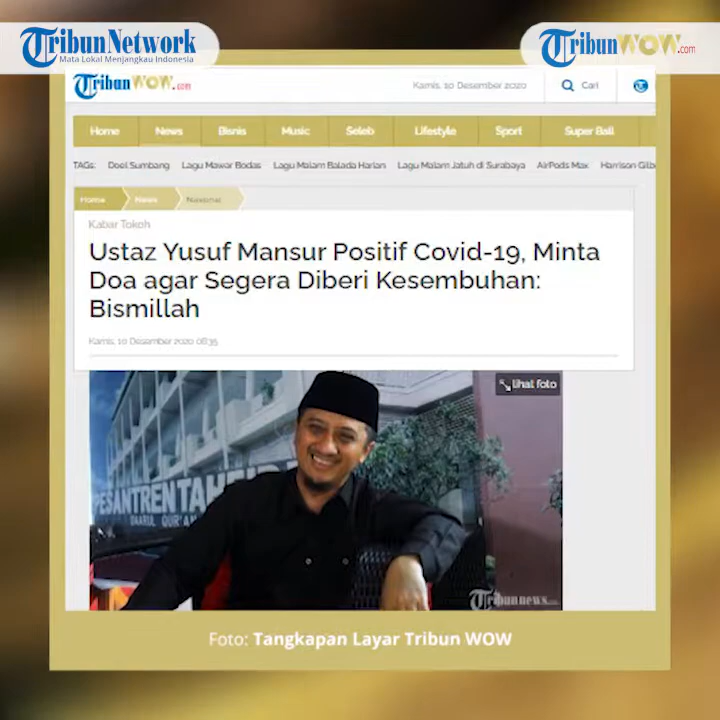 TribunNetwork
Mata Lokal Menjangkau Indonesia
TribunWOW.com
TribunWOW.com
Kamis, 10 Desember 2020
Cari
Home News Bisnis Music Seleb Lifestyle Sport Super Ball
TAGs: Doel Sumbang Lagu Mawar Bodas Lagu Malam Balada Harian Lagu Malam Jatuh di Surabaya AirPods Max Harrison Gilb
Home News Nasional
Kabar Tokoh
Ustaz Yusuf Mansur Positif Covid-19, Minta
Doa agar Segera Diberi Kesembuhan:
Bismillah
Kamis, 10 Desember 2020 08:35
lihat foto
PESANTREN TAHFIDZ
DAARUL QUR'AN
Tribunnews.com
Foto: Tangkapan Layar Tribun WOW